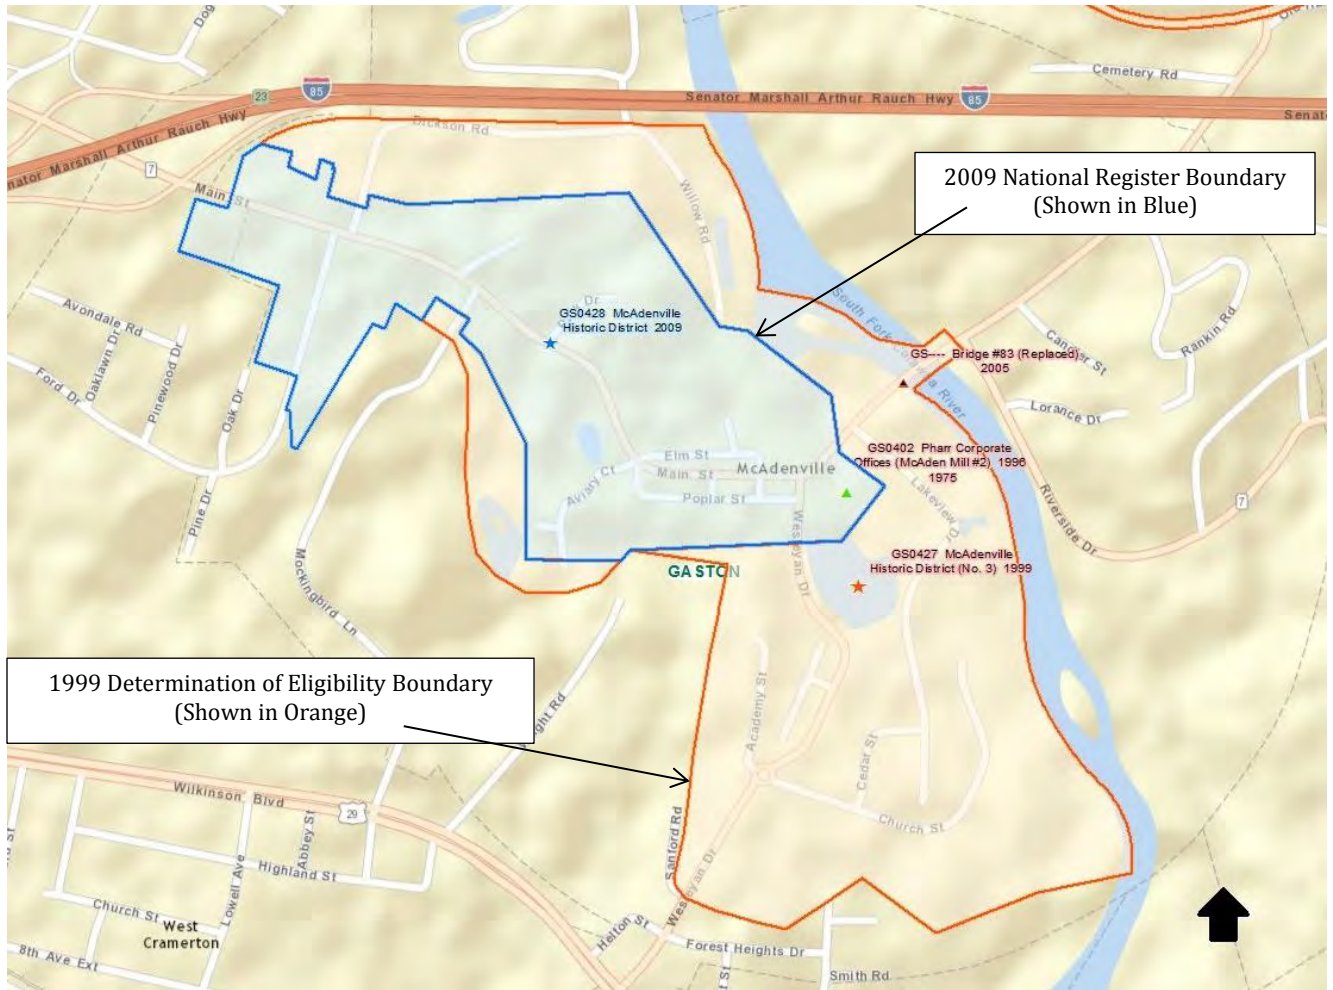 Dog
Cemetery Rd
85
23
Senator Marshall Arthur Rauch Hwy
85
Senator Marshall Arthur Rauch Hwy
Dickson Rd
7
Main St
Willow Rd
2009 National Register Boundary
(Shown in Blue)
Avondale Rd
Oaklawn Dr
Pinewood Dr
Ford Dr
Oak Dr
Pine Dr
Dr
GS0428 McAdenville
Historic District 2009
South Fork Catawba River
Rankin Rd
GS---- Bridge #83 (Replaced)
2005
Lorance Dr
GS0402 Pharr Corporate
Offices (McAden Mill #2) 1996
1975
Elm St
Main St
McAdenville
Aviary Ct
Poplar St
Lakeview Dr
Riverside Dr
7
Wesleyan Dr
GS0427 McAdenville
Historic District (No. 3) 1999
GASTON
Mockingbird Ln
1999 Determination of Eligibility Boundary
(Shown in Orange)
ght Rd
Academy St
Cedar St
Church St
Sanford Rd
Wesleyan Dr
Wilkinson Blvd
29
Abbey St
Highland St
Lowell Ave
Church St
West
Cramerton
8th Ave Ext
Helton St
Forest Heights Dr
Smith Rd